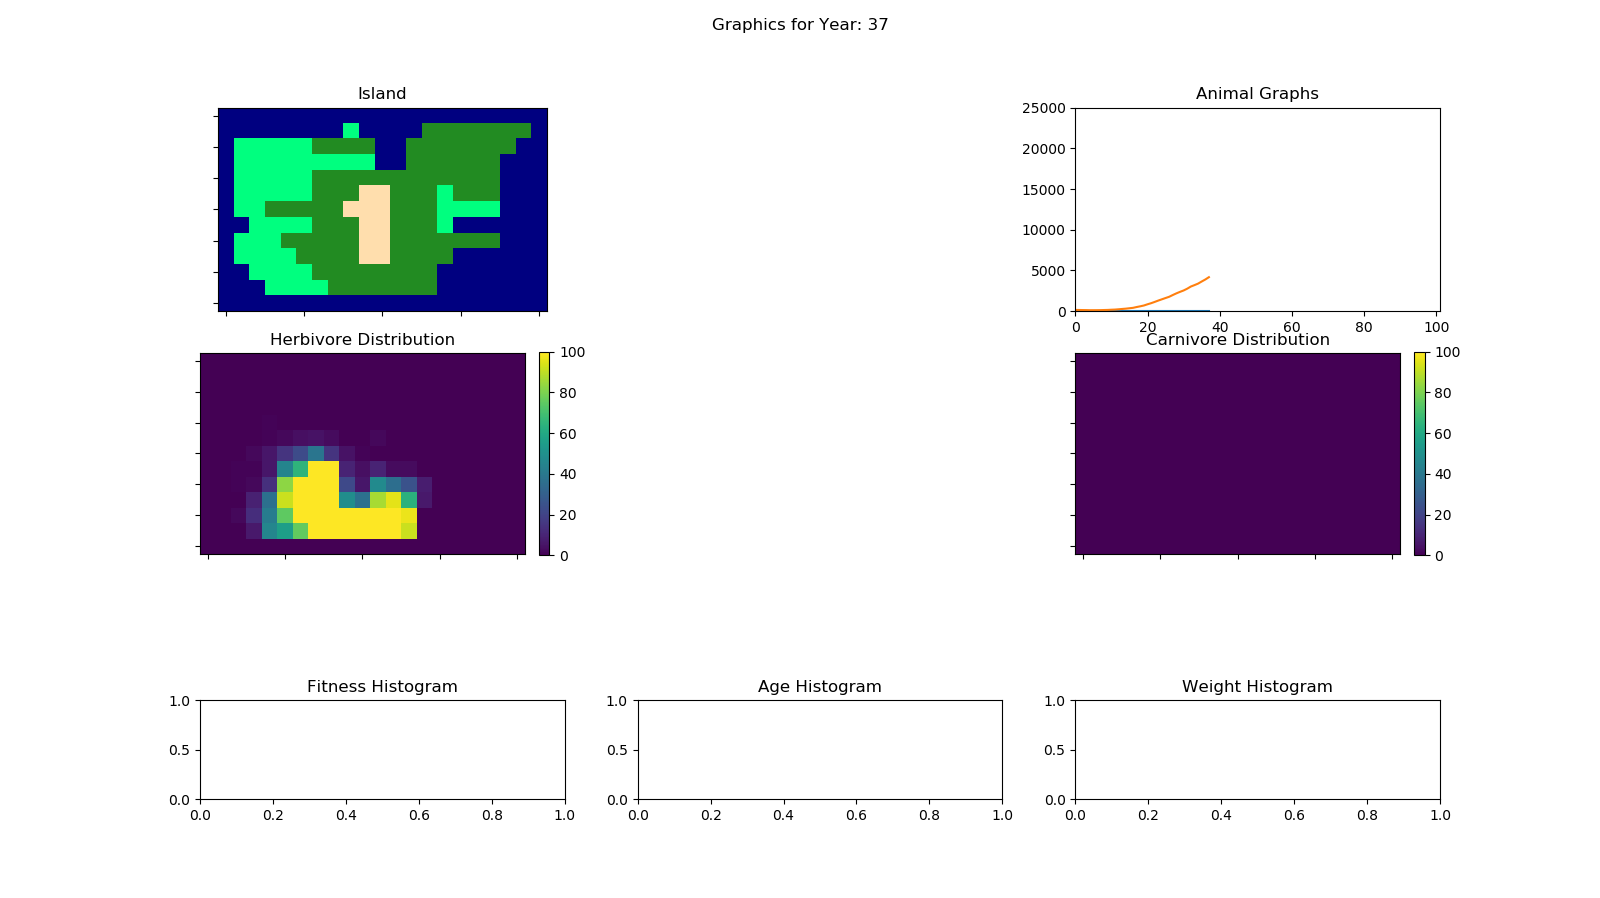 Graphics for Year: 37
Island
Animal Graphs
25000
20000
15000
10000
5000
0
0 20 40 60 80 100
Herbivore Distribution
100
80
60
40
20
0
Carnivore Distribution
100
80
60
40
20
0
Fitness Histogram
1.0
0.5
0.0
0.0 0.2 0.4 0.6 0.8 1.0
Age Histogram
1.0
0.5
0.0
0.0 0.2 0.4 0.6 0.8 1.0
Weight Histogram
1.0
0.5
0.0
0.0 0.2 0.4 0.6 0.8 1.0